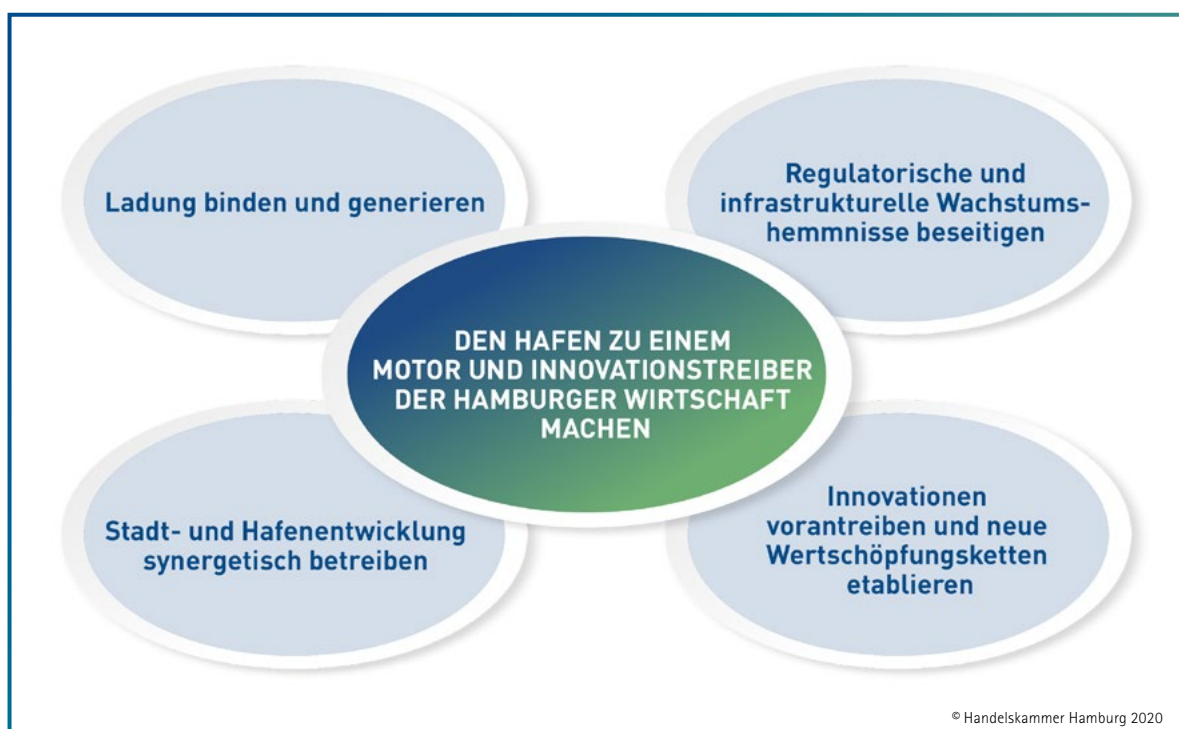 Ladung binden und generieren
Regulatorische und
infrastrukturelle Wachstums-
hemmnisse beseitigen
DEN HAFEN ZU EINEM
MOTOR UND INNOVATIONSTREIBER
DER HAMBURGER WIRTSCHAFT
MACHEN
Stadt- und Hafenentwicklung
synergetisch betreiben
Innovationen
vorantreiben und neue
Wertschöpfungsketten
etablieren
© Handelskammer Hamburg 2020